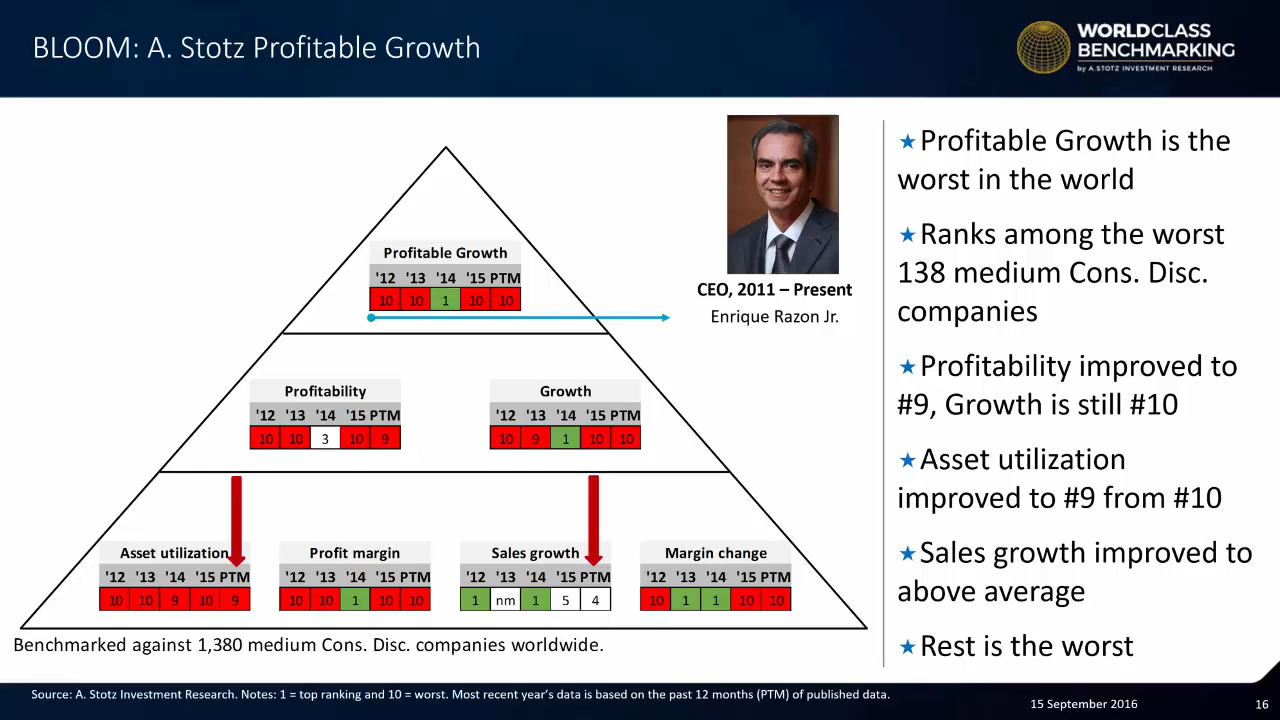 BLOOM: A. Stotz Profitable Growth
WORLDCLASS
BENCHMARKING
by A.STOTZ INVESTMENT RESEARCH
Profitable Growth
'12 '13 '14 '15 PTM
10 10 1 10 10
CEO, 2011 – Present
Enrique Razon Jr.
Profitability
'12 '13 '14 '15 PTM
10 10 3 10 9
Growth
'12 '13 '14 '15 PTM
10 9 1 10 10
Asset utilization
'12 '13 '14 '15 PTM
10 10 9 10 9
Profit margin
'12 '13 '14 '15 PTM
10 10 1 10 10
Sales growth
'12 '13 '14 '15 PTM
1 nm 1 5 4
Margin change
'12 '13 '14 '15 PTM
10 1 1 10 10
Benchmarked against 1,380 medium Cons. Disc. companies worldwide.
★Profitable Growth is the
worst in the world
★Ranks among the worst
138 medium Cons. Disc.
companies
★Profitability improved to
#9, Growth is still #10
★Asset utilization
improved to #9 from #10
★Sales growth improved to
above average
★Rest is the worst
Source: A. Stotz Investment Research. Notes: 1 = top ranking and 10 = worst. Most recent year's data is based on the past 12 months (PTM) of published data.
15 September 2016
16